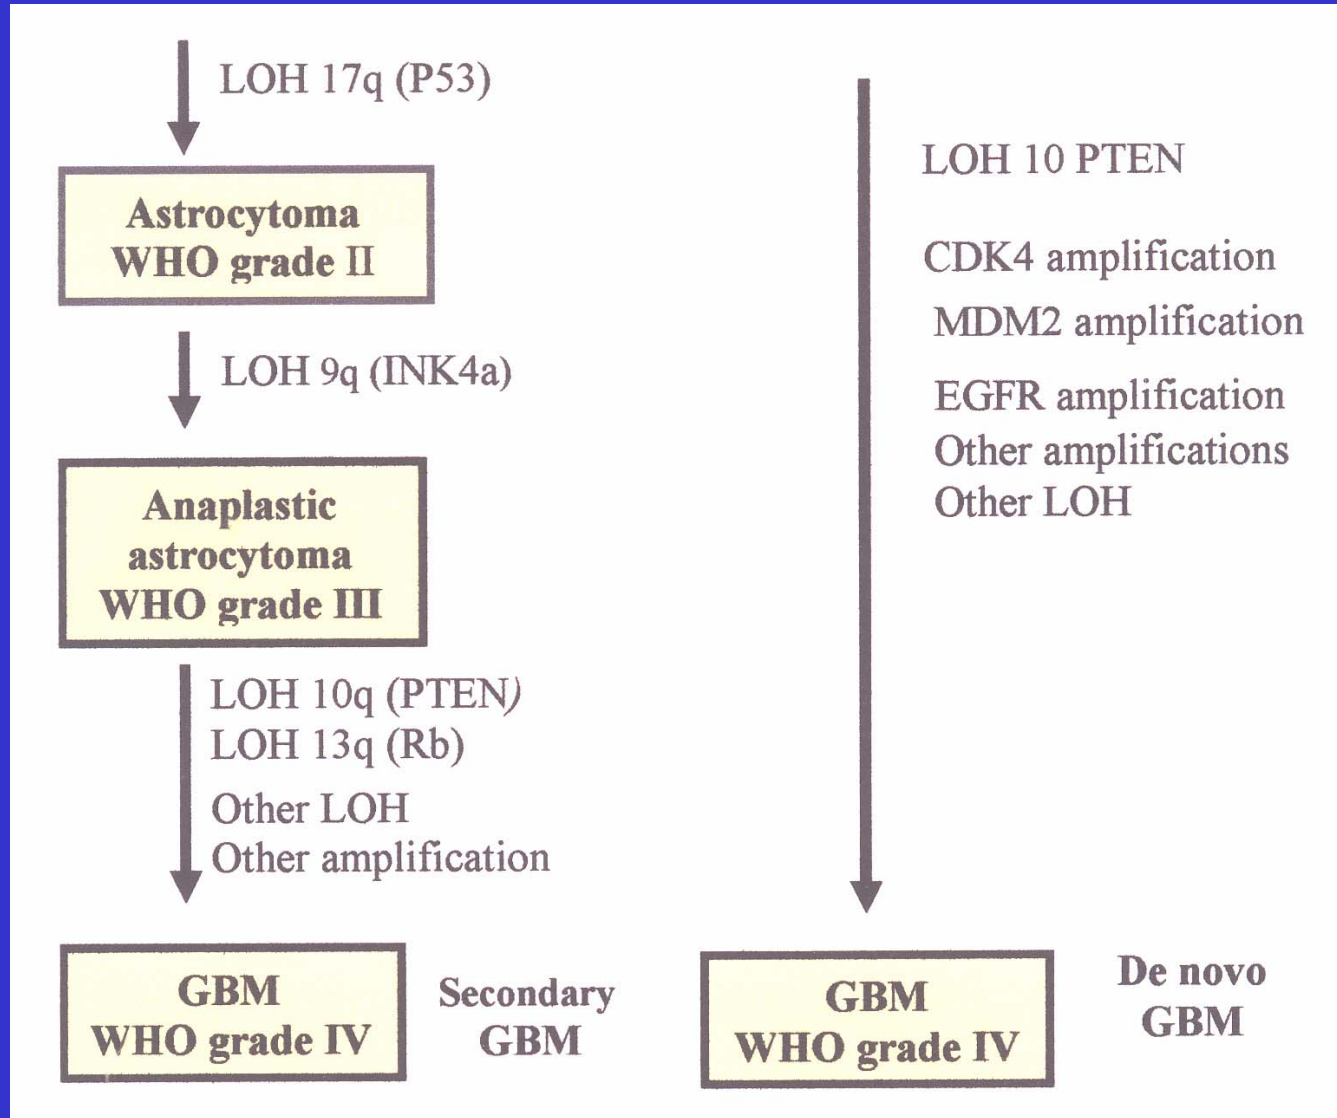 LOH 17q (P53)
Astrocytoma
WHO grade II
LOH 9q (INK4a)
Anaplastic
astrocytoma
WHO grade III
LOH 10q (PTEN)
LOH 13q (Rb)
Other LOH
Other amplification
GBM
WHO grade IV
Secondary
GBM
LOH 10 PTEN
CDK4 amplification
MDM2 amplification
EGFR amplification
Other amplifications
Other LOH
GBM
WHO grade IV
De novo
GBM